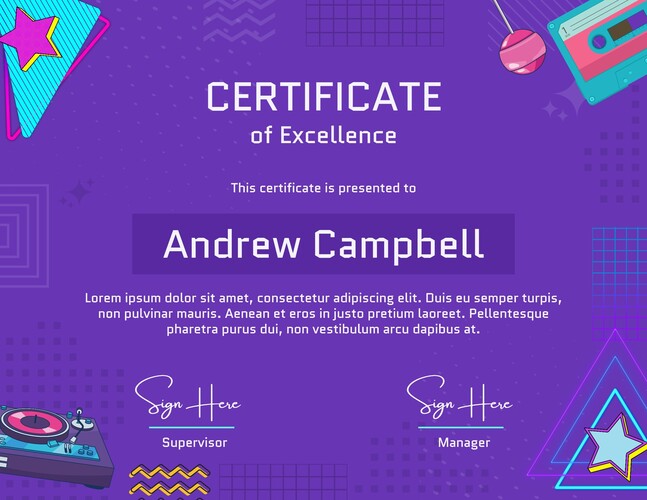 CERTIFICATE
of Excellence
This certificate is presented to
Andrew Campbell
Lorem ipsum dolor sit amet, consectetur adipiscing elit. Duis eu semper turpis,
non pulvinar mauris. Aenean et eros in justo pretium laoreet. Pellentesque
pharetra purus dui, non vestibulum arcu dapibus at.
Sign Here Sign Here
Supervisor Manager